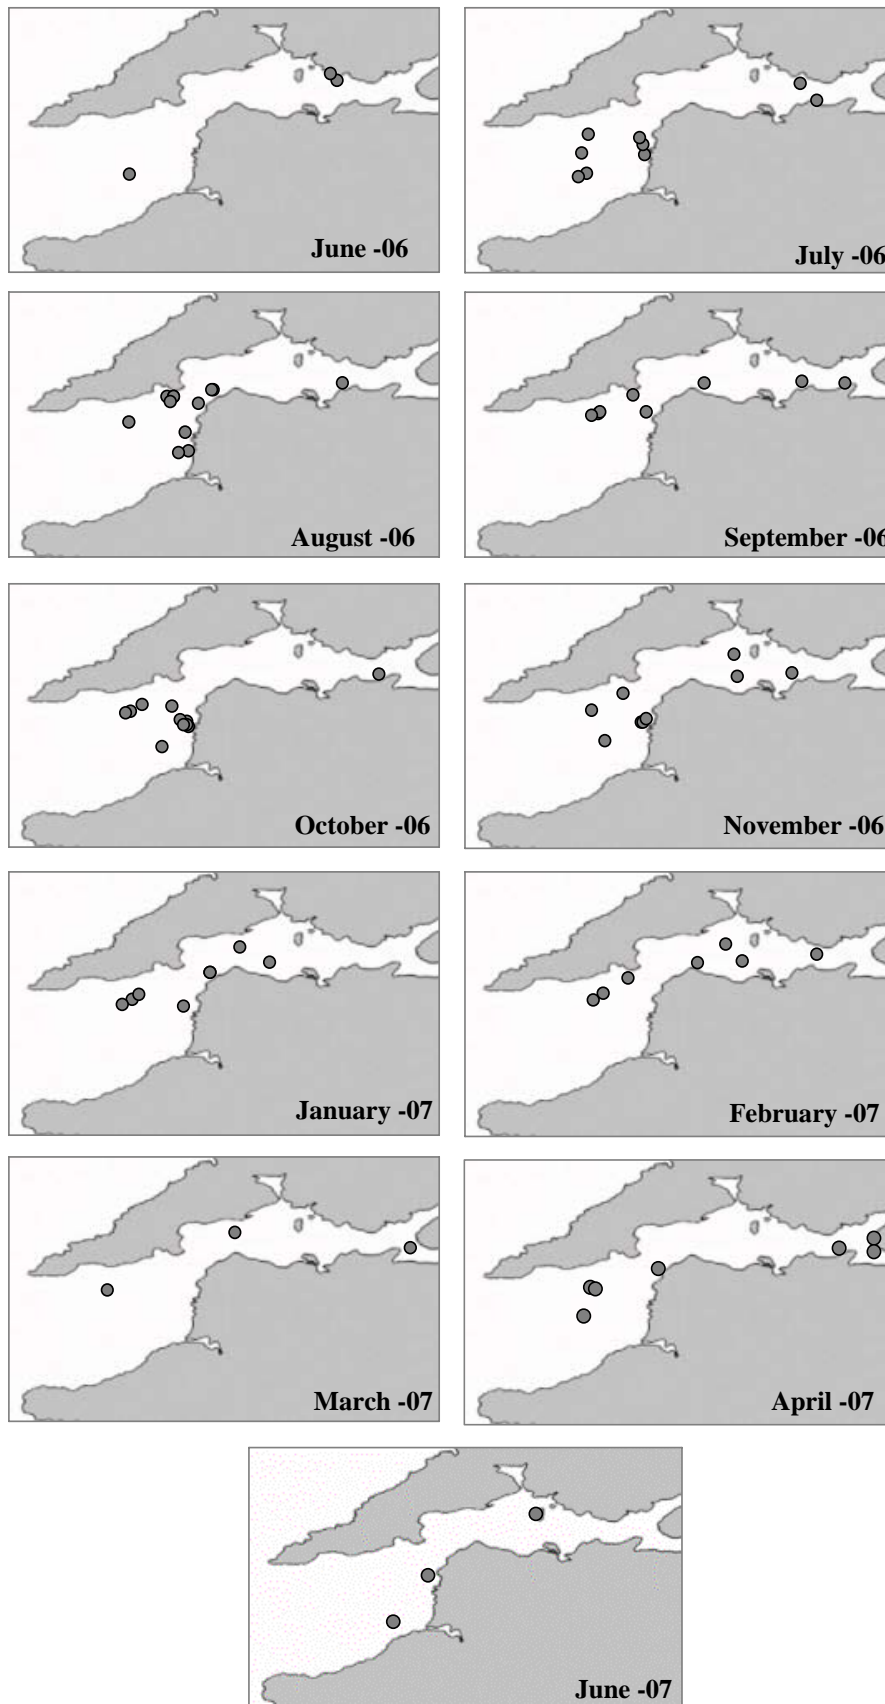 June -06
July -06
August -06
September -06
October -06
November -06
January -07
February -07
March -07
April -07
June -07